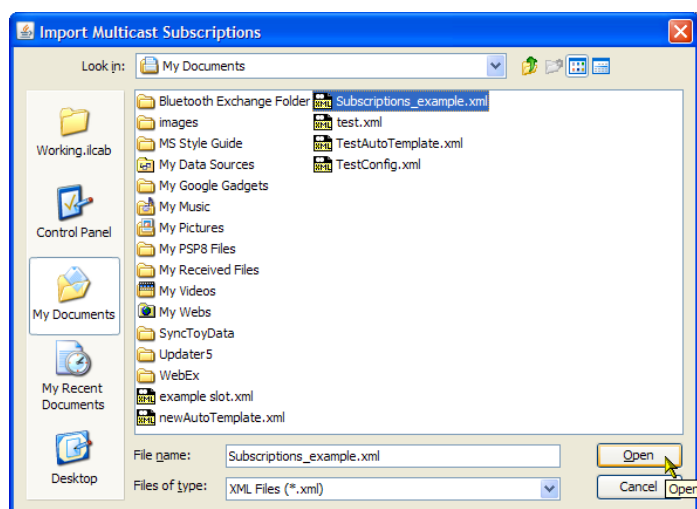 Import Multicast Subscriptions
Look in:
My Documents
Working.ilcab
Control Panel
My Documents
My Recent
Documents
Desktop
Bluetooth Exchange Folder
images
MS Style Guide
My Data Sources
My Google Gadgets
My Music
My Pictures
My PSP8 Files
My Received Files
My Videos
My Webs
SyncToyData
Updater5
WebEx
example slot.xml
newAutoTemplate.xml
Subscriptions_example.xml
test.xml
TestAutoTemplate.xml
TestConfig.xml
File name:
Subscriptions_example.xml
Open
Files of type:
XML Files (*.xml)
Cancel
Open